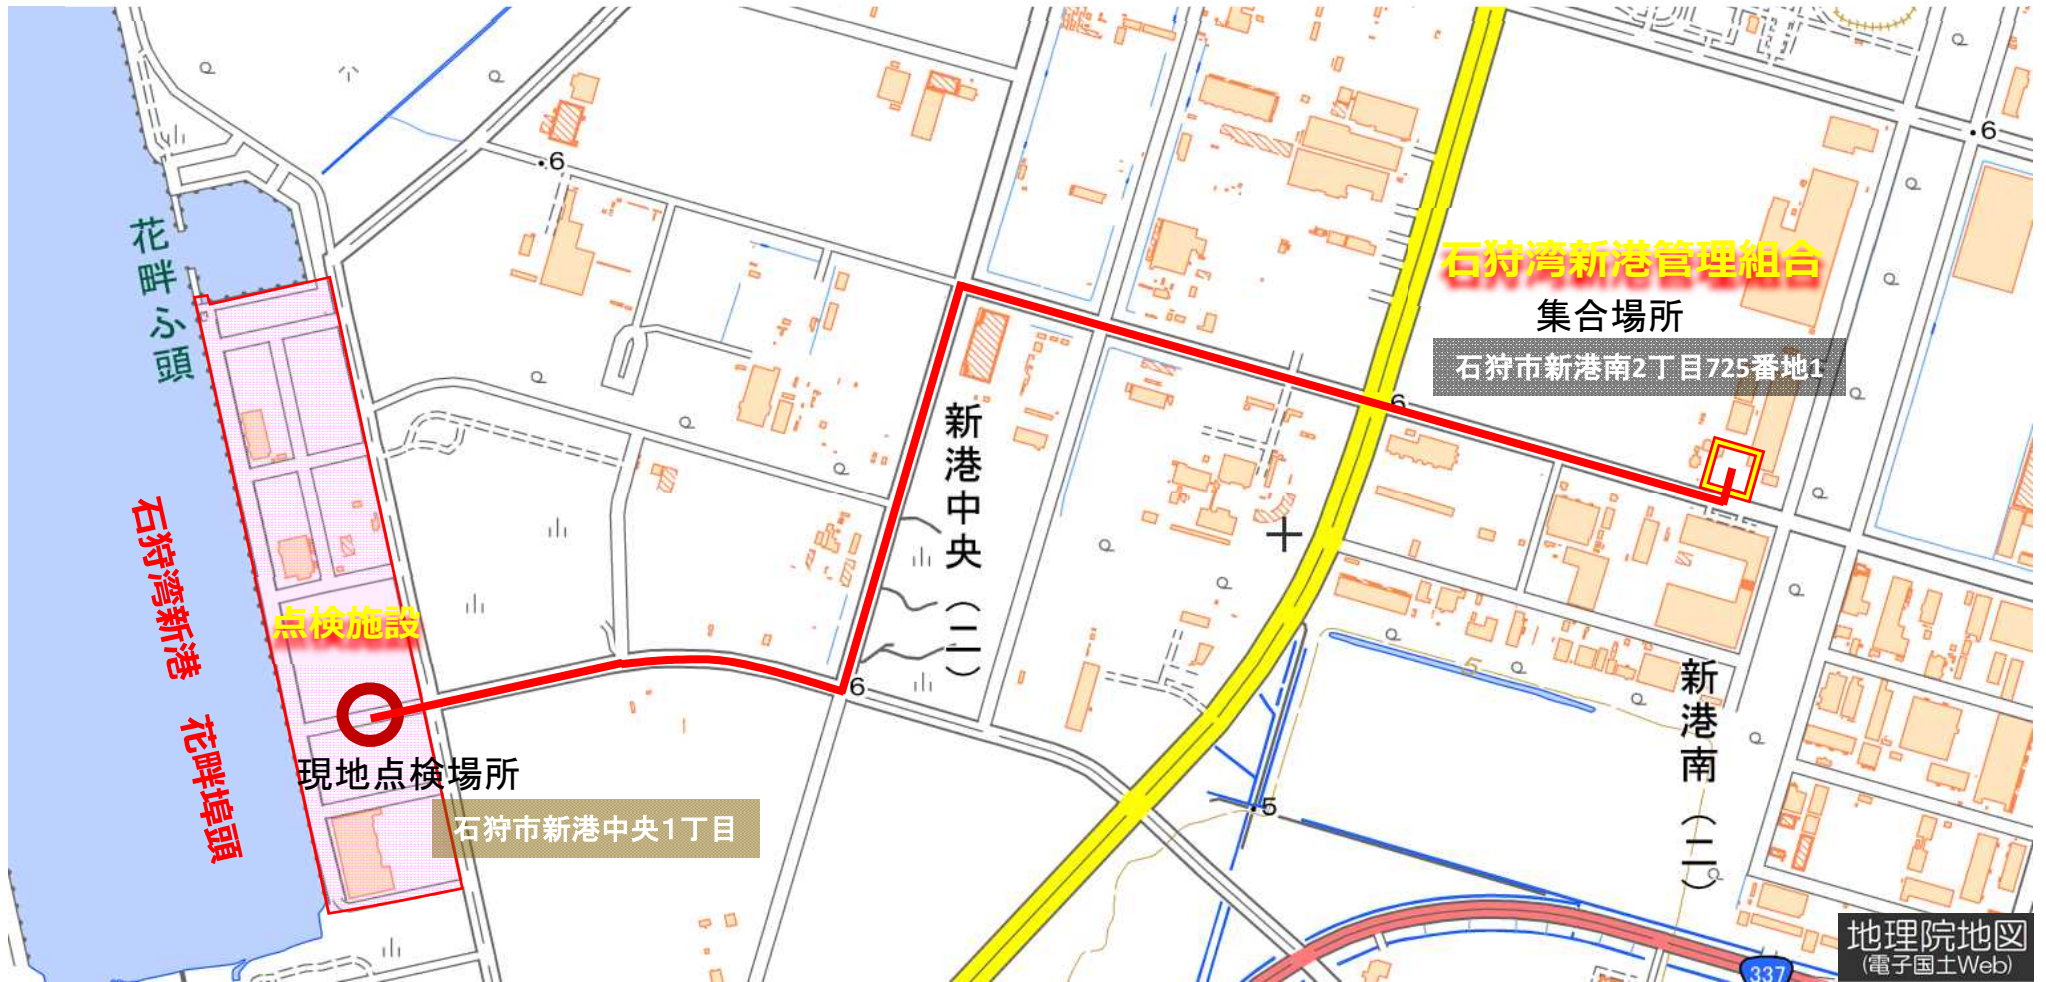 花畔ふ頭
石狩湾新港 花畔埠頭
点検施設
現地点検場所
石狩市新港中央1丁目
新港中央(二)
石狩湾新港管理組合
集合場所
石狩市新港南2丁目725番地1
新港南(二)
6
6
6
6
5
5
337
地理院地図
(電子国土Web)